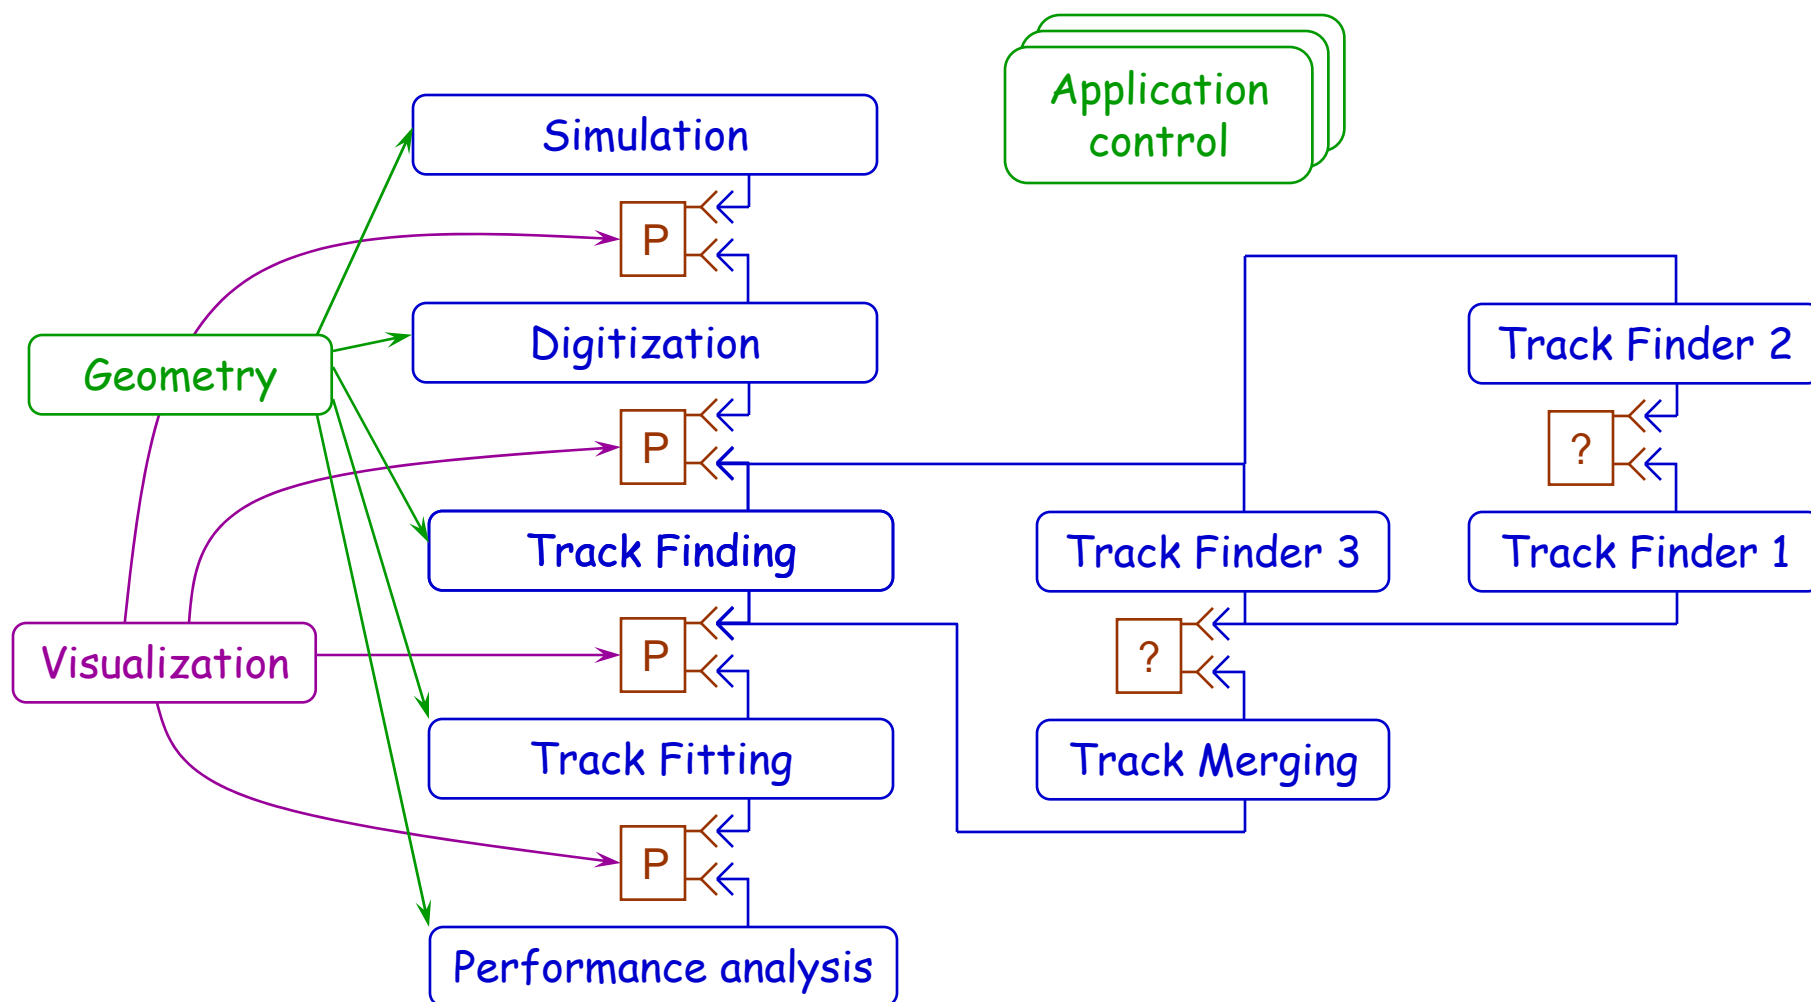 Application
control
Simulation
P
Digitization
Track Finder 2
Geometry
P
?
Track Finding
Track Finder 3
Track Finder 1
Visualization
P
?
Track Fitting
Track Merging
P
Performance analysis